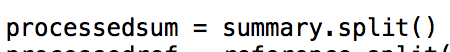 processedsum = summary.split()